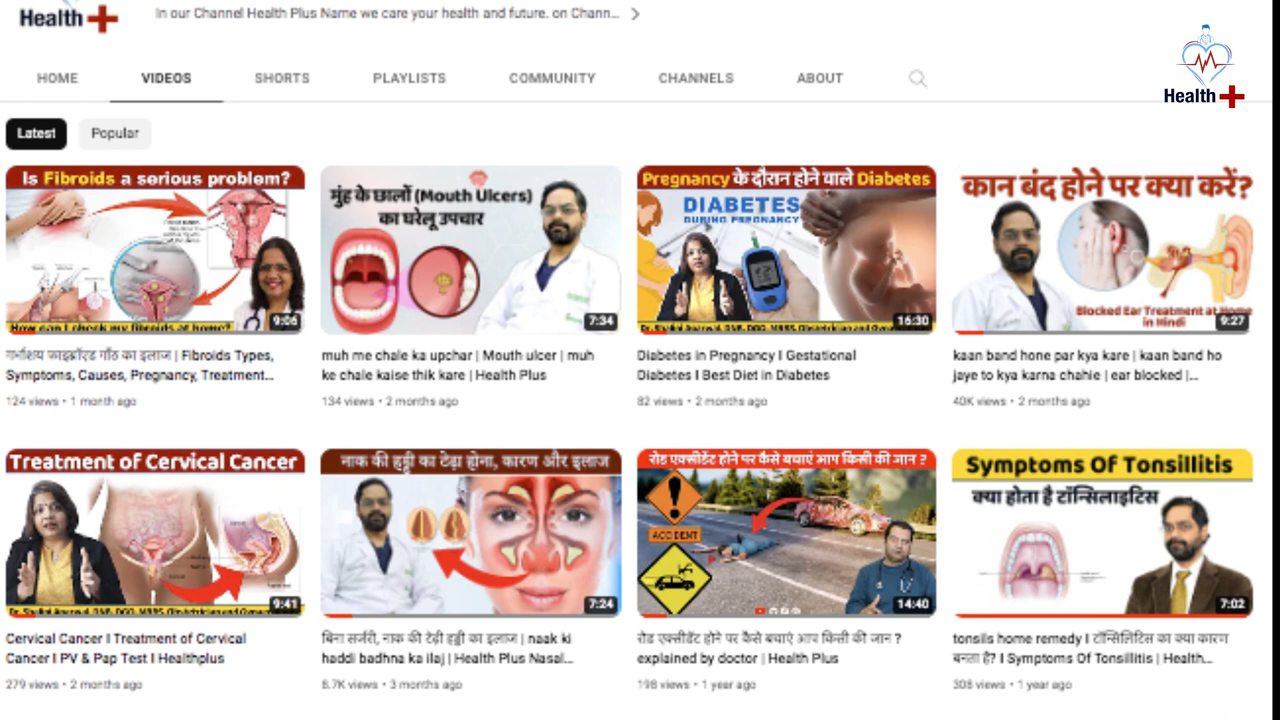 Health
In our Channel Health Plus Name we care your health and future. on Chann...
Health
HOME VIDEOS SHORTS PLAYLISTS COMMUNITY CHANNELS ABOUT
Latest Popular
Is Fibroids a serious problem?
How can I check my fibroids at home?
9:06
गर्भाशय फाइब्रॉएड गाँठ का इलाज | Fibroids Types,
Symptoms, Causes, Pregnancy, Treatment...
124 views • 1 month ago
मुंह के छालों (Mouth Ulcers)
का घरेलू उपचार
7:34
muh me chale ka upchar | Mouth ulcer | muh
ke chale kaise thik kare | Health Plus
134 views • 2 months ago
Pregnancy के दौरान होने वाले Diabetes
DIABETES
DURING PREGNANCY
16:30
Diabetes in Pregnancy I Gestational
Diabetes I Best Diet in Diabetes
82 views • 2 months ago
कान बंद होने पर क्या करें?
Blocked Ear Treatment at Home
in Hindi
9:27
kaan band hone par kya kare | kaan band ho
jaye to kya karna chahie | ear blocked |...
40K views • 2 months ago
Treatment of Cervical Cancer
9:41
Cervical Cancer I Treatment of Cervical
Cancer I PV & Pap Test I Healthplus
279 views • 2 months ago
नाक की हड्डी का टेढ़ा होना, कारण और इलाज
7:24
बिना सर्जरी, नाक की टेढ़ी हड्डी का इलाज | naak ki
haddi badhna ka ilaj | Health Plus Nasal...
8.7K views • 3 months ago
रोड एक्सीडेंट होने पर कैसे बचाएं आप किसी की जान ?
ACCIDENT
14:40
रोड एक्सीडेंट होने पर कैसे बचाएं आप किसी की जान ?
explained by doctor | Health Plus
198 views • 1 year ago
Symptoms Of Tonsillitis
क्या होता है टॉन्सिलाइटिस
7:02
tonsils home remedy I टॉन्सिलिटिस का क्या कारण
बनता है? I Symptoms Of Tonsillitis | Health...
308 views • 1 year ago